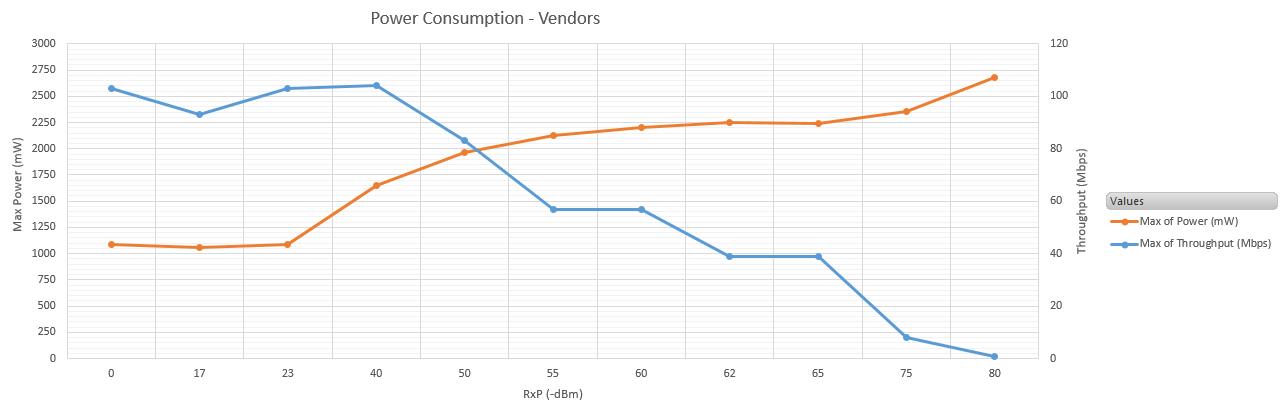 Power Consumption - Vendors
3000 120
2750
2500 100
2250
2000 80
1750
1500 60
1250
1000 40
750
500 20
250
0 0
Max Power (mW)
Throughput (Mbps)
0 17 23 40 50 55 60 62 65 75 80
RxP (-dBm)
Values
Max of Power (mW)
Max of Throughput (Mbps)